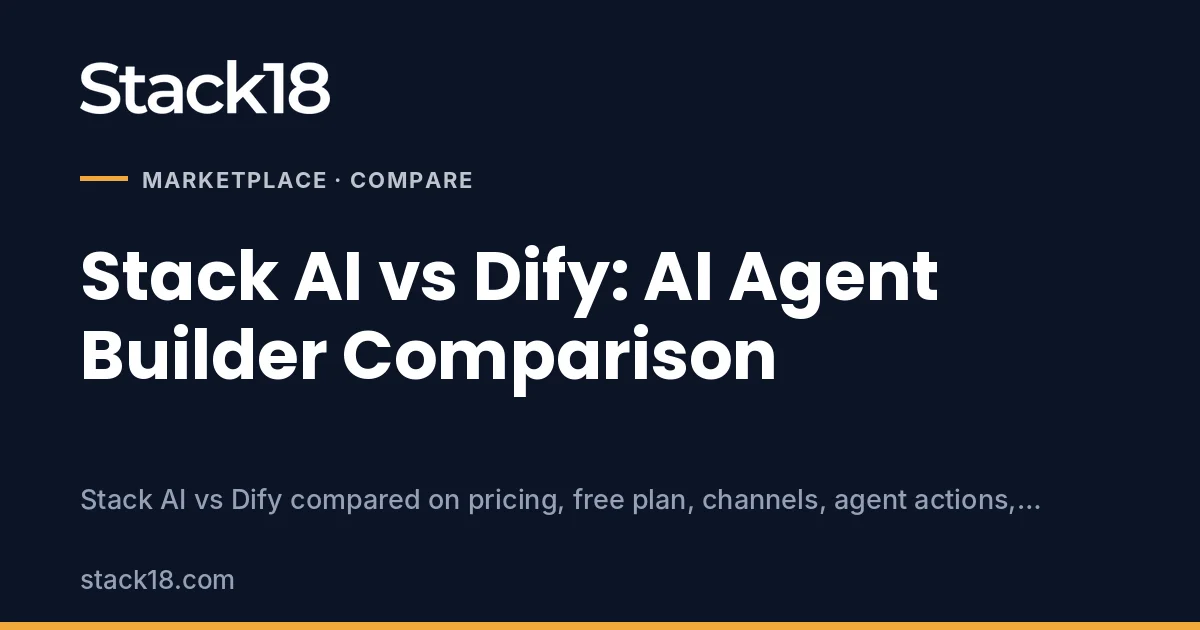 Stack18
MARKETPLACE · COMPARE
Stack AI vs Dify: AI Agent
Builder Comparison
Stack AI vs Dify compared on pricing, free plan, channels, agent actions,...
stack18.com